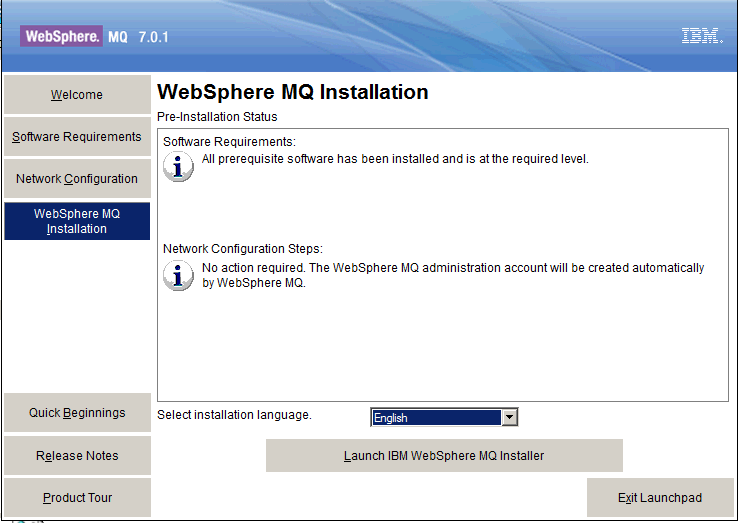 WebSphere. MQ 7.0.1
IBM.
Welcome
Software Requirements
Network Configuration
WebSphere MQ
Installation
Quick Beginnings
Release Notes
Product Tour
WebSphere MQ Installation
Pre-Installation Status
Software Requirements:
All prerequisite software has been installed and is at the required level.
Network Configuration Steps:
No action required. The WebSphere MQ administration account will be created automatically
by WebSphere MQ.
Select installation language.
English
Launch IBM WebSphere MQ Installer
Exit Launchpad